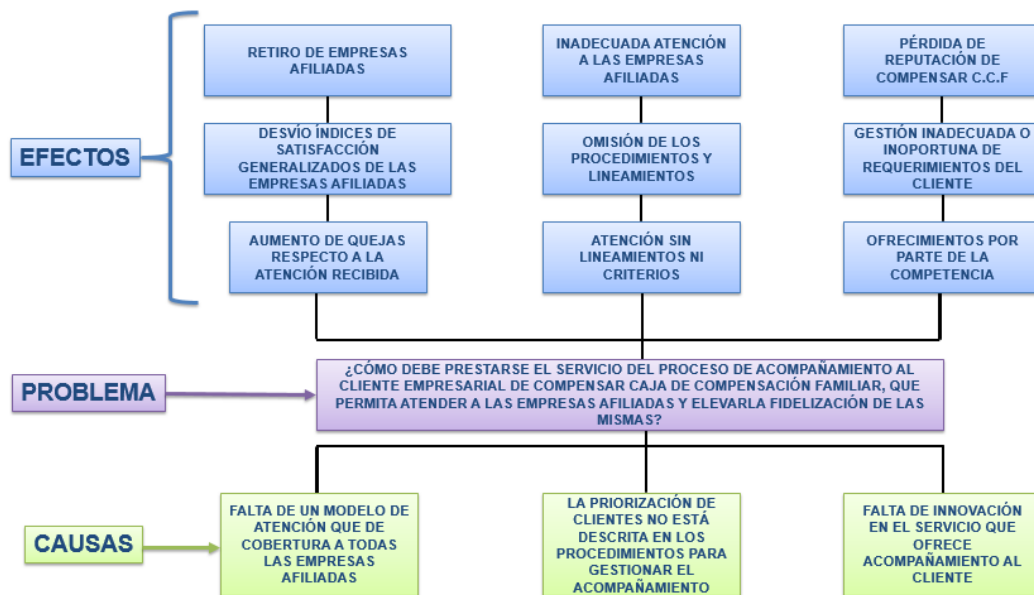 RETIRO DE EMPRESAS
AFILIADAS
INADECUADA ATENCIÓN
A LAS EMPRESAS
AFILIADAS
PÉRDIDA DE
REPUTACIÓN DE
COMPENSAR C.C.F
EFECTOS
DESVÍO ÍNDICES DE
SATISFACCIÓN
GENERALIZADOS DE LAS
EMPRESAS AFILIADAS
OMISIÓN DE LOS
PROCEDIMIENTOS Y
LINEAMIENTOS
GESTIÓN INADECUADA O
INOPORTUNA DE
REQUERIMIENTOS DEL
CLIENTE
AUMENTO DE QUEJAS
RESPECTO A LA
ATENCIÓN RECIBIDA
ATENCIÓN SIN
LINEAMIENTOS NI
CRITERIOS
OFRECIMIENTOS POR
PARTE DE LA
COMPETENCIA
PROBLEMA
¿CÓMO DEBE PRESTARSE EL SERVICIO DEL PROCESO DE ACOMPAÑAMIENTO AL
CLIENTE EMPRESARIAL DE COMPENSAR CAJA DE COMPENSACIÓN FAMILIAR, QUE
PERMITA ATENDER A LAS EMPRESAS AFILIADAS Y ELEVARLA FIDELIZACIÓN DE LAS
MISMAS?
CAUSAS
FALTA DE UN MODELO DE
ATENCIÓN QUE DE
COBERTURA A TODAS
LAS EMPRESAS
AFILIADAS
LA PRIORIZACIÓN DE
CLIENTES NO ESTÁ
DESCRITA EN LOS
PROCEDIMIENTOS PARA
GESTIONAR EL
ACOMPAÑAMIENTO
FALTA DE INNOVACIÓN
EN EL SERVICIO QUE
OFRECE
ACOMPAÑAMIENTO AL
CLIENTE